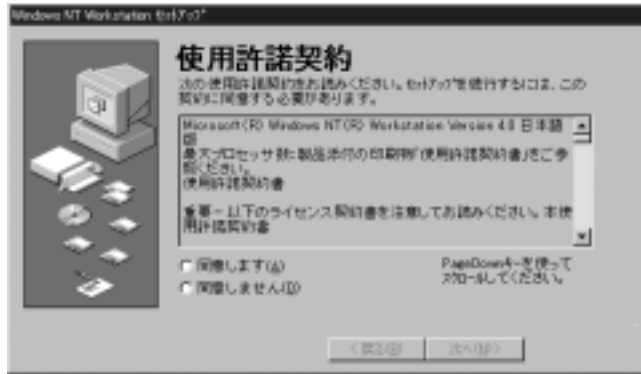 Windows NT Workstation ｾｯﾄｱｯﾌﾟ
使用許諾契約
次の使用許諾契約をお読みください。ｾｯﾄｱｯﾌﾟを続行するには、この
契約に同意する必要があります。
Microsoft(R) Windows NT(R) Workstation Version 4.0 日本語
版
最大プロセッサ数: 製品添付の印刷物「使用許諾契約書」をご参
照ください。
使用許諾契約書
重要－以下のライセンス契約書を注意してお読みください。本使
用許諾契約書
同意します(A)
同意しません(D)
PageDownキーを使って
ｽｸﾛｰﾙしてください。
< 戻る(B)
次へ(N) >